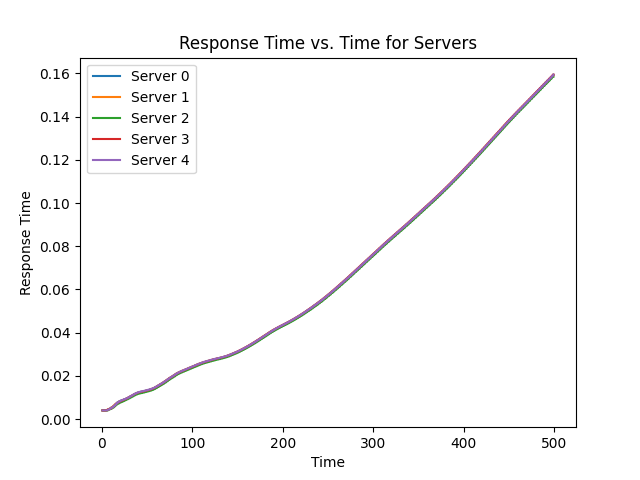 Response Time vs. Time for Servers
Server 0
Server 1
Server 2
Server 3
Server 4
Response Time
0.16
0.14
0.12
0.10
0.08
0.06
0.04
0.02
0.00
0 100 200 300 400 500
Time